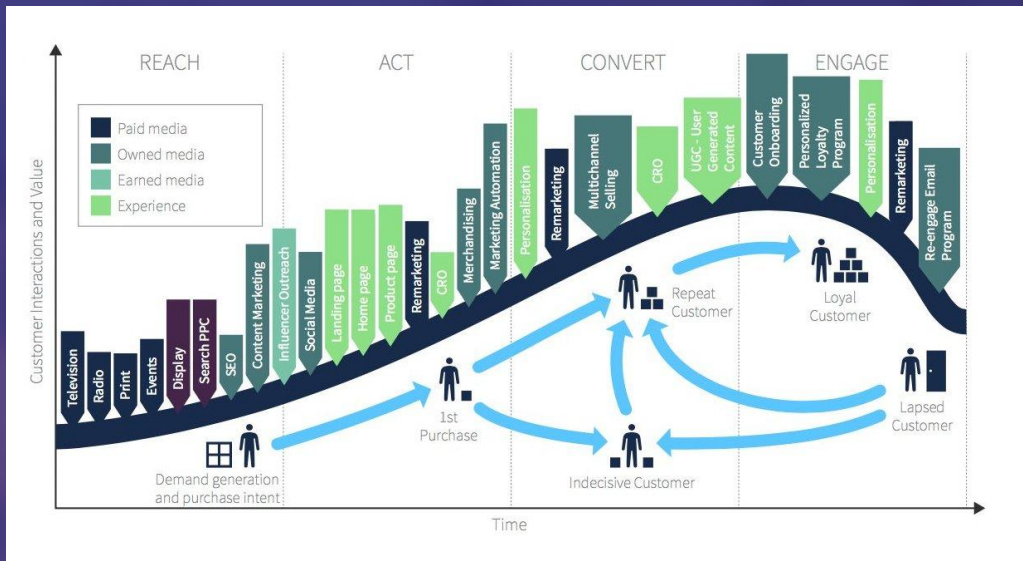 REACH
ACT
CONVERT
ENGAGE
Paid media
Owned media
Earned media
Experience
Customer Interactions and Value
Television
Radio
Print
Events
Display
Search PPC
SEO
Content Marketing
Influencer Outreach
Social Media
Landing page
Home page
Product page
Remarketing
CRO
Merchandising
Marketing Automation
Personalisation
Remarketing
Multichannel
Selling
CRO
UGC - User
Generated
Content
Customer
Onboarding
Personalized
Loyalty
Program
Personalisation
Remarketing
Re-engage Email
Program
Demand generation
and purchase intent
1st
Purchase
Repeat
Customer
Indecisive Customer
Loyal
Customer
Lapsed
Customer
Time